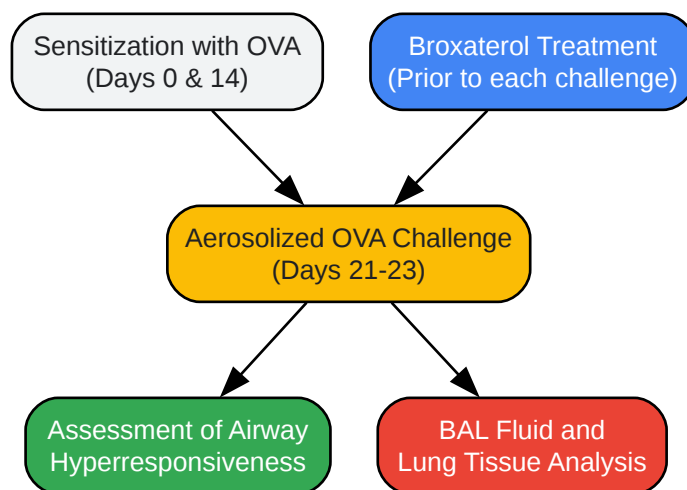 Sensitization with OVA
(Days 0 & 14)
Broxaterol Treatment
(Prior to each challenge)
Aerosolized OVA Challenge
(Days 21-23)
Assessment of Airway
Hyperresponsiveness
BAL Fluid and
Lung Tissue Analysis